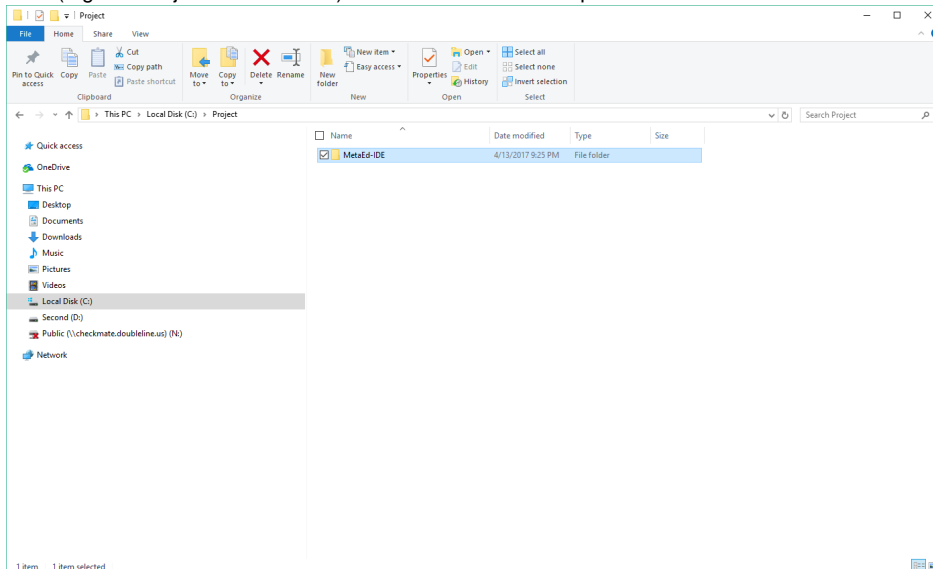 Project
File Home Share View
Pin to Quick access
Copy
Paste
Cut
Copy path
Paste shortcut
Clipboard
Move to
Copy to
Delete
Rename
Organize
New folder
New item
Easy access
New
Properties
Open
Edit
History
Open
Select all
Select none
Invert selection
Select
This PC Local Disk (C:) Project
Search Project
Name Date modified Type Size
MetaEd-IDE 4/13/2017 9:25 PM File folder
Quick access
OneDrive
This PC
Desktop
Documents
Downloads
Music
Pictures
Videos
Local Disk (C:)
Second (D:)
Public (\\checkmate.doubleline.us) (N:)
Network
1 item 1 item selected